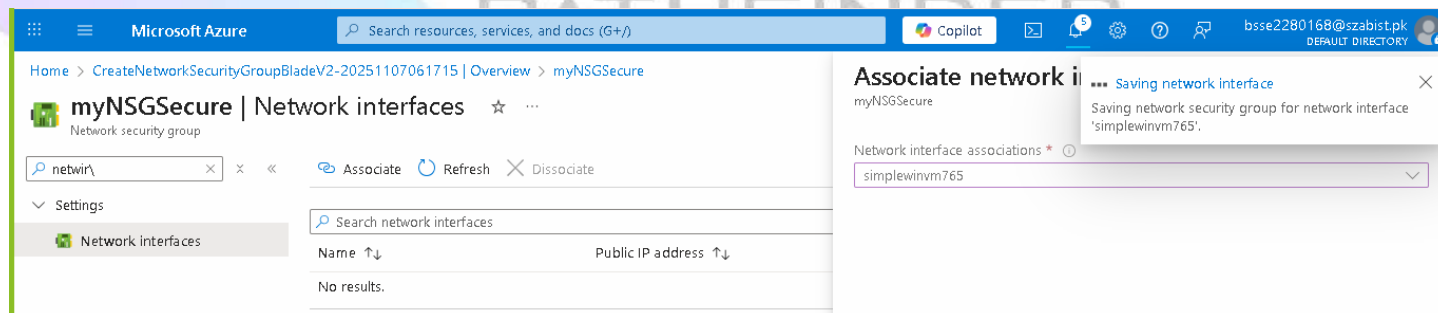 PATHFINDER
Microsoft Azure
Search resources, services, and docs (G+/)
Copilot
5
bsse2280168@szabist.pk
DEFAULT DIRECTORY
Home > CreateNetworkSecurityGroupBladeV2-20251107061715 | Overview > myNSGSecure
myNSGSecure | Network interfaces
Network security group
netwir\
Associate
Refresh
Dissociate
Settings
Network interfaces
Search network interfaces
Name
Public IP address
No results.
Associate network i
myNSGSecure
Network interface associations *
simplewinvm765
Saving network interface
Saving network security group for network interface
'simplewinvm765'.